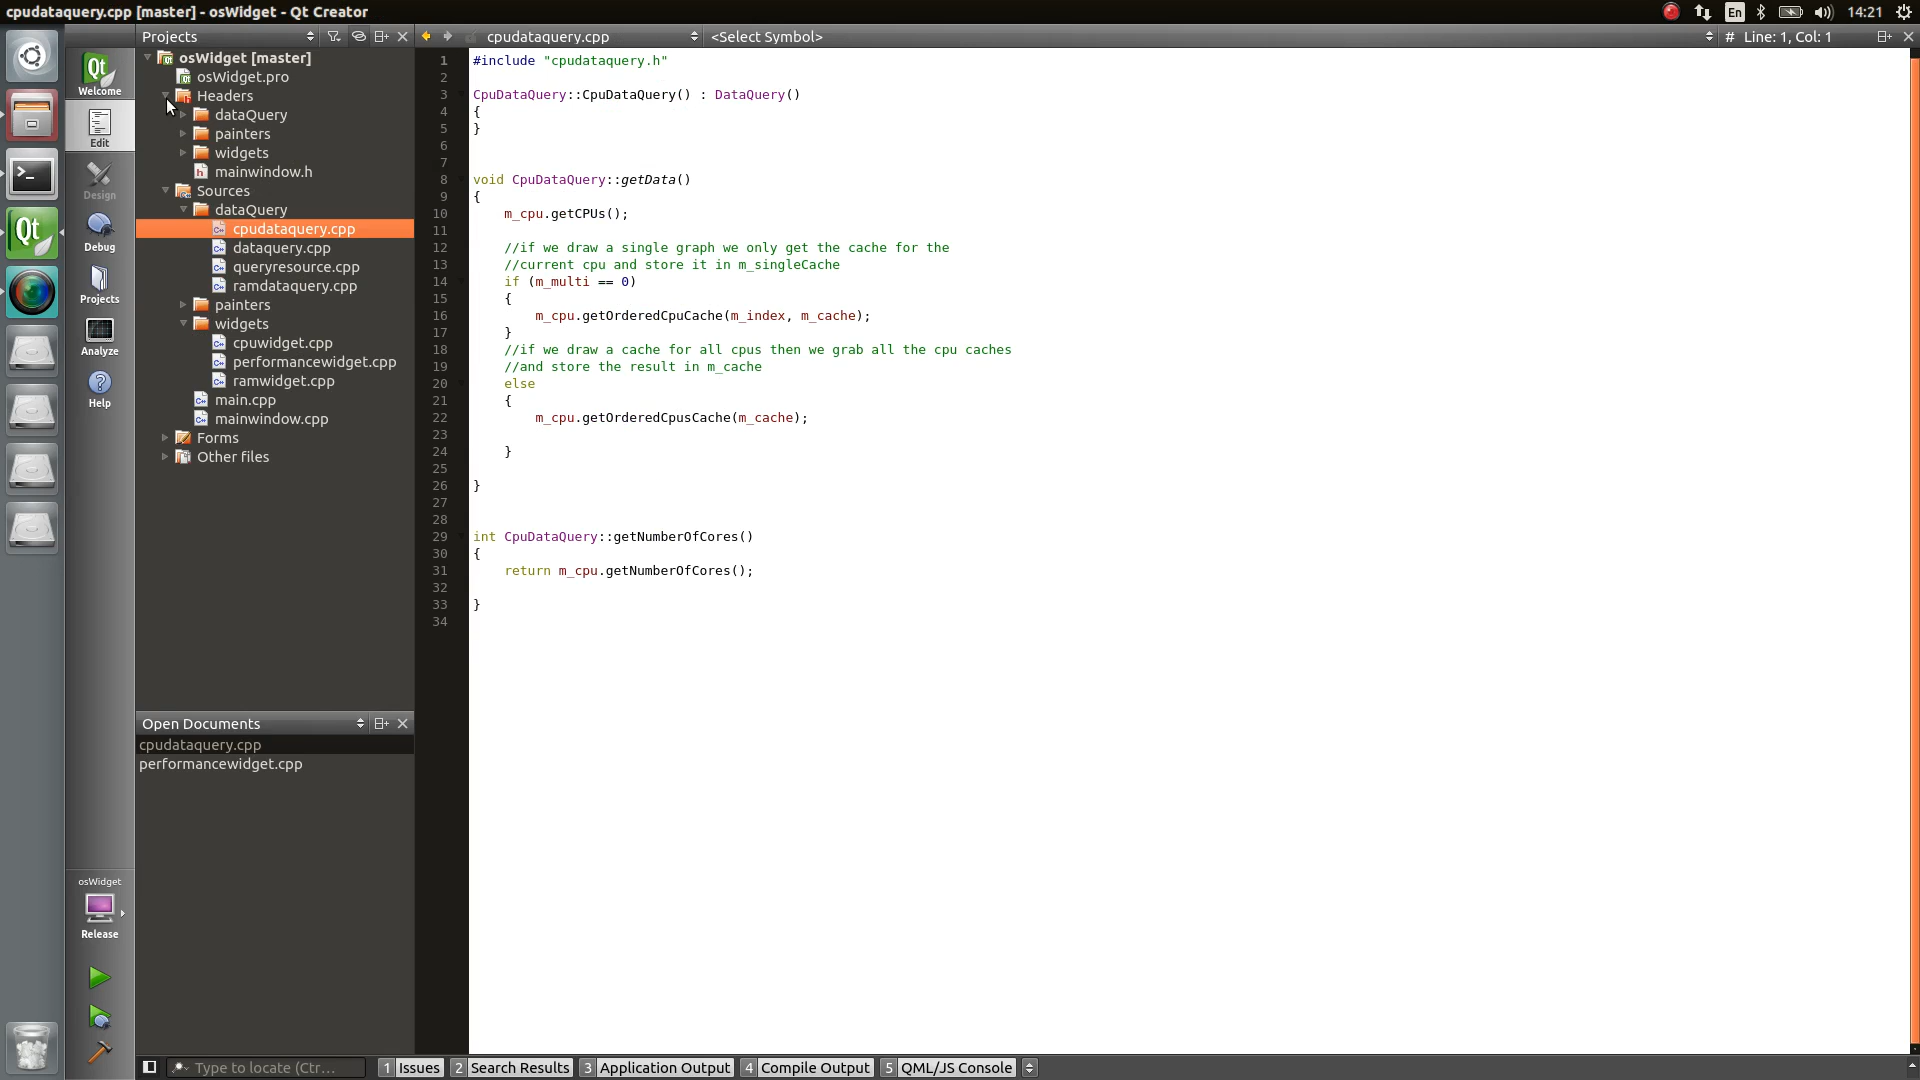 cpudataquery.cpp [master] - osWidget - Qt Creator
En
14:21
Projects
cpudataquery.cpp
<Select Symbol>
# Line: 1, Col: 1
Welcome
Edit
Design
Debug
Projects
Analyze
Help
osWidget [master]
osWidget.pro
Headers
dataQuery
painters
widgets
mainwindow.h
Sources
dataQuery
cpudataquery.cpp
dataquery.cpp
queryresource.cpp
ramdataquery.cpp
painters
widgets
cpuwidget.cpp
performancewidget.cpp
ramwidget.cpp
main.cpp
mainwindow.cpp
Forms
Other files
1 #include "cpudataquery.h"
2
3 CpuDataQuery::CpuDataQuery() : DataQuery()
4 {
5 }
6
7
8 void CpuDataQuery::getData()
9 {
10 m_cpu.getCPUs();
11
12 //if we draw a single graph we only get the cache for the
13 //current cpu and store it in m_singleCache
14 if (m_multi == 0)
15 {
16 m_cpu.getOrderedCpuCache(m_index, m_cache);
17 }
18 //if we draw a cache for all cpus then we grab all the cpu caches
19 //and store the result in m_cache
20 else
21 {
22 m_cpu.getOrderedCpusCache(m_cache);
23
24 }
25
26 }
27
28
29 int CpuDataQuery::getNumberOfCores()
30 {
31 return m_cpu.getNumberOfCores();
32
33 }
34
Open Documents
cpudataquery.cpp
performancewidget.cpp
osWidget
Release
Type to locate (Ctr...
1 Issues
2 Search Results
3 Application Output
4 Compile Output
5 QML/JS Console